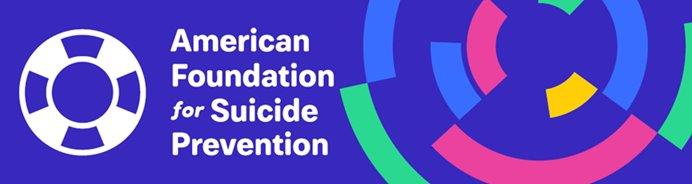 American
Foundation
for Suicide
Prevention